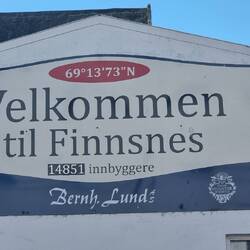 69°13'73"N
Velkommen
til Finnsnes
14851 innbyggere
Bernh. Lund A/S